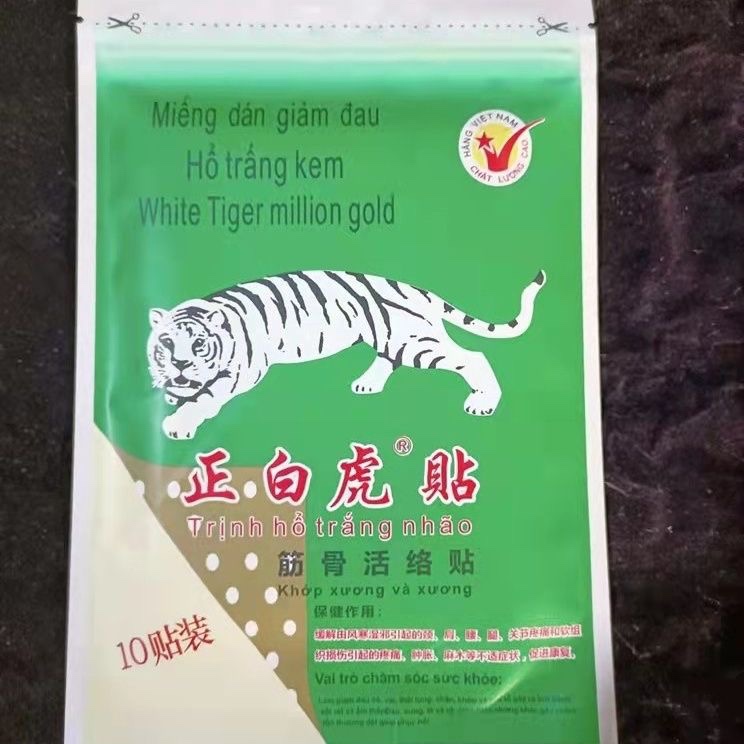 Miếng dán giảm đau
HÀNG VIỆT NAM
CHẤT LƯỢNG CAO
Hổ trấng kem
White Tiger million gold
正白虎®貼
Trịnh hổ trắng nhão
筋骨活络贴
Khớp xương và xương
保健作用:
10贴装
缓解由风寒湿邪引起的颈、肩、腰、腿、关节疼痛和软组
织损伤引起的疼痛、肿胀、麻木等不适症状,促进康复。
Vai trò chăm sóc sức khỏe: